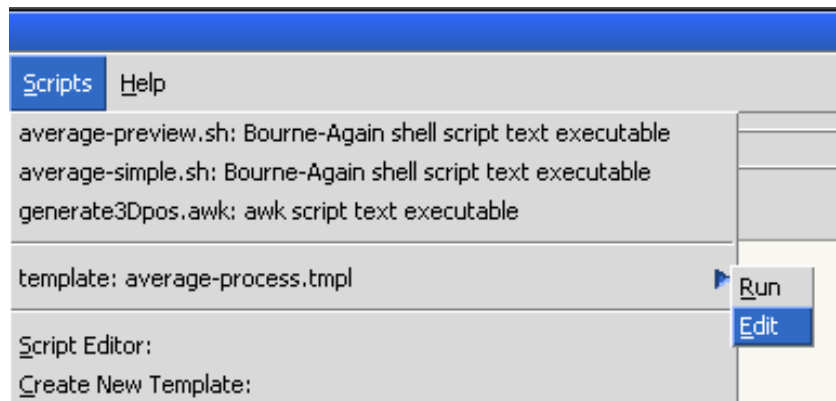 Scripts Help
average-preview.sh: Bourne-Again shell script text executable
average-simple.sh: Bourne-Again shell script text executable
generate3Dpos.awk: awk script text executable
template: average-process.tmpl
Run
Edit
Script Editor:
Create New Template: